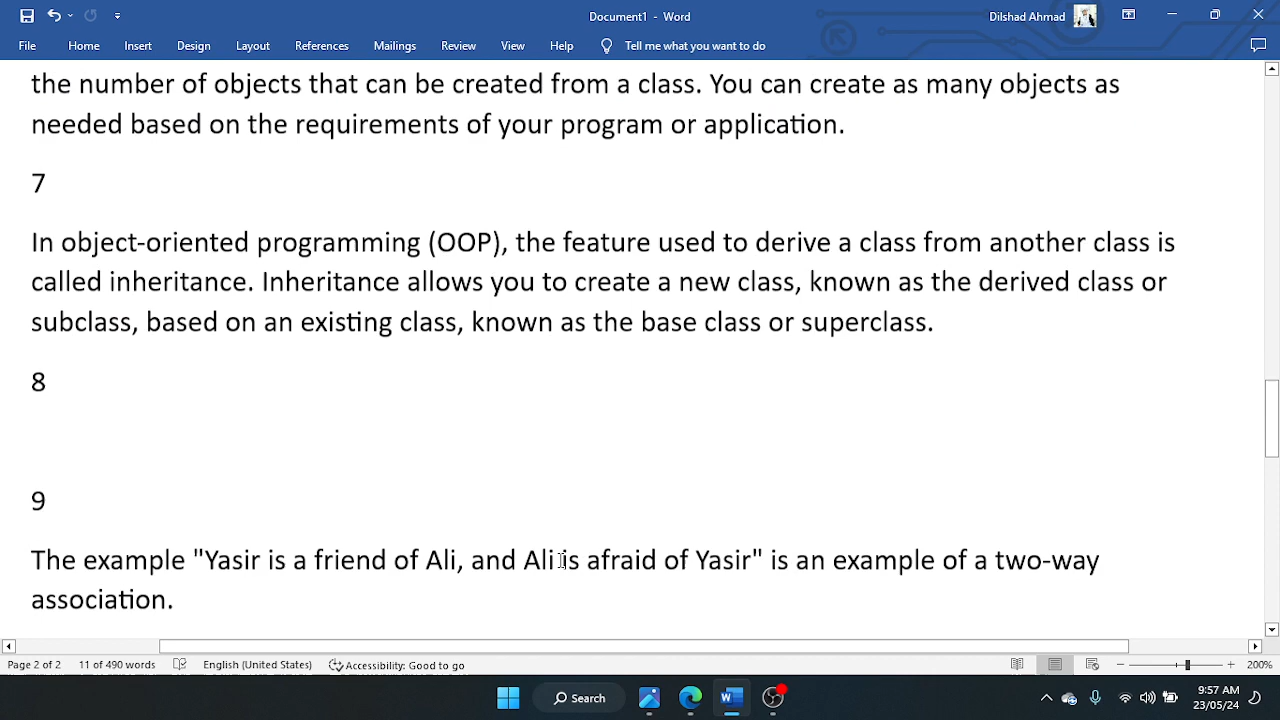 Document1 - Word
Dilshad Ahmad
File Home Insert Design Layout References Mailings Review View Help Tell me what you want to do
the number of objects that can be created from a class. You can create as many objects as
needed based on the requirements of your program or application.
7
In object-oriented programming (OOP), the feature used to derive a class from another class is
called inheritance. Inheritance allows you to create a new class, known as the derived class or
subclass, based on an existing class, known as the base class or superclass.
8
9
The example "Yasir is a friend of Ali, and Ali is afraid of Yasir" is an example of a two-way
association.
Page 2 of 2 11 of 490 words English (United States) Accessibility: Good to go 200%
Search
9:57 AM
23/05/24